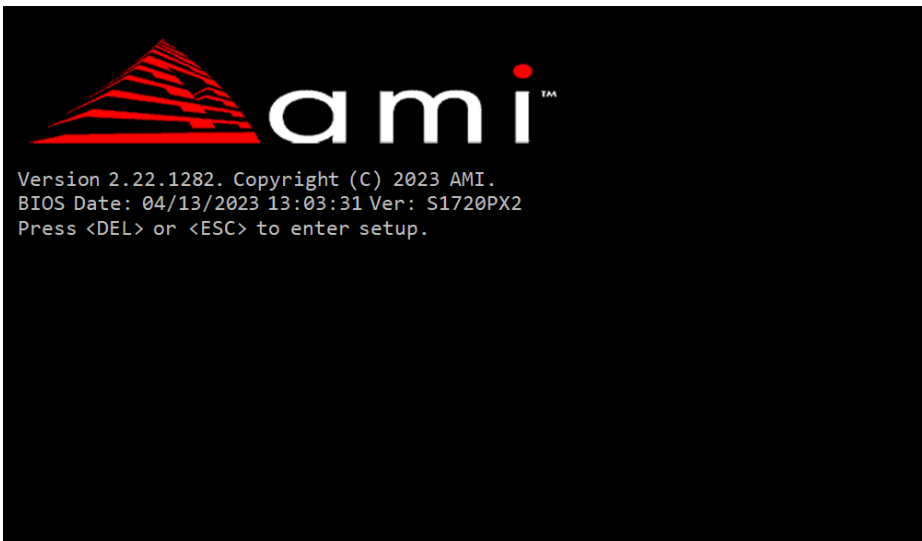 ami™
Version 2.22.1282. Copyright (C) 2023 AMI.
BIOS Date: 04/13/2023 13:03:31 Ver: S1720PX2
Press <DEL> or <ESC> to enter setup.